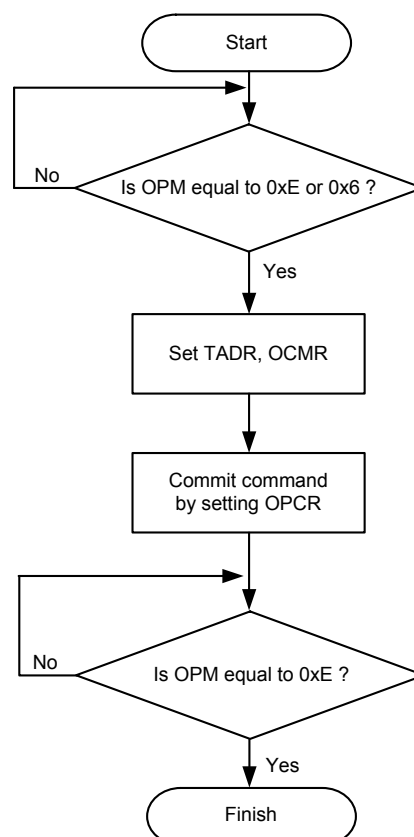 Start
No
Is OPM equal to 0xE or 0x6 ?
Yes
Set TADR, OCMR
Commit command
by setting OPCR
No
Is OPM equal to 0xE ?
Yes
Finish